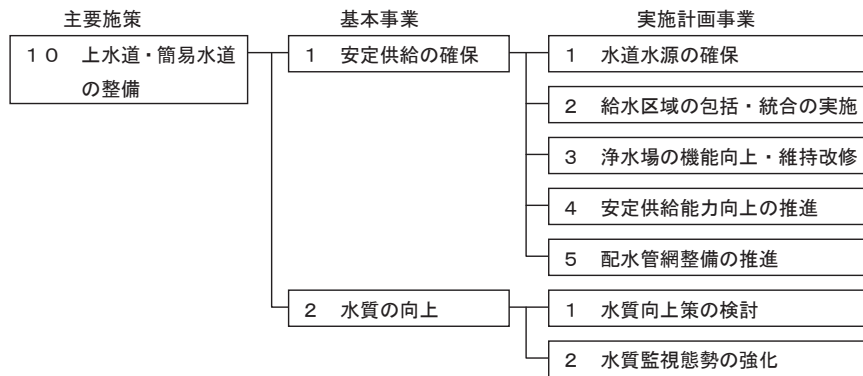 主要施策 基本事業 実施計画事業
10 上水道・簡易水道
の整備
1 安定供給の確保
1 水道水源の確保
2 給水区域の包括・統合の実施
3 浄水場の機能向上・維持改修
4 安定供給能力向上の推進
5 配水管網整備の推進
2 水質の向上
1 水質向上策の検討
2 水質監視態勢の強化